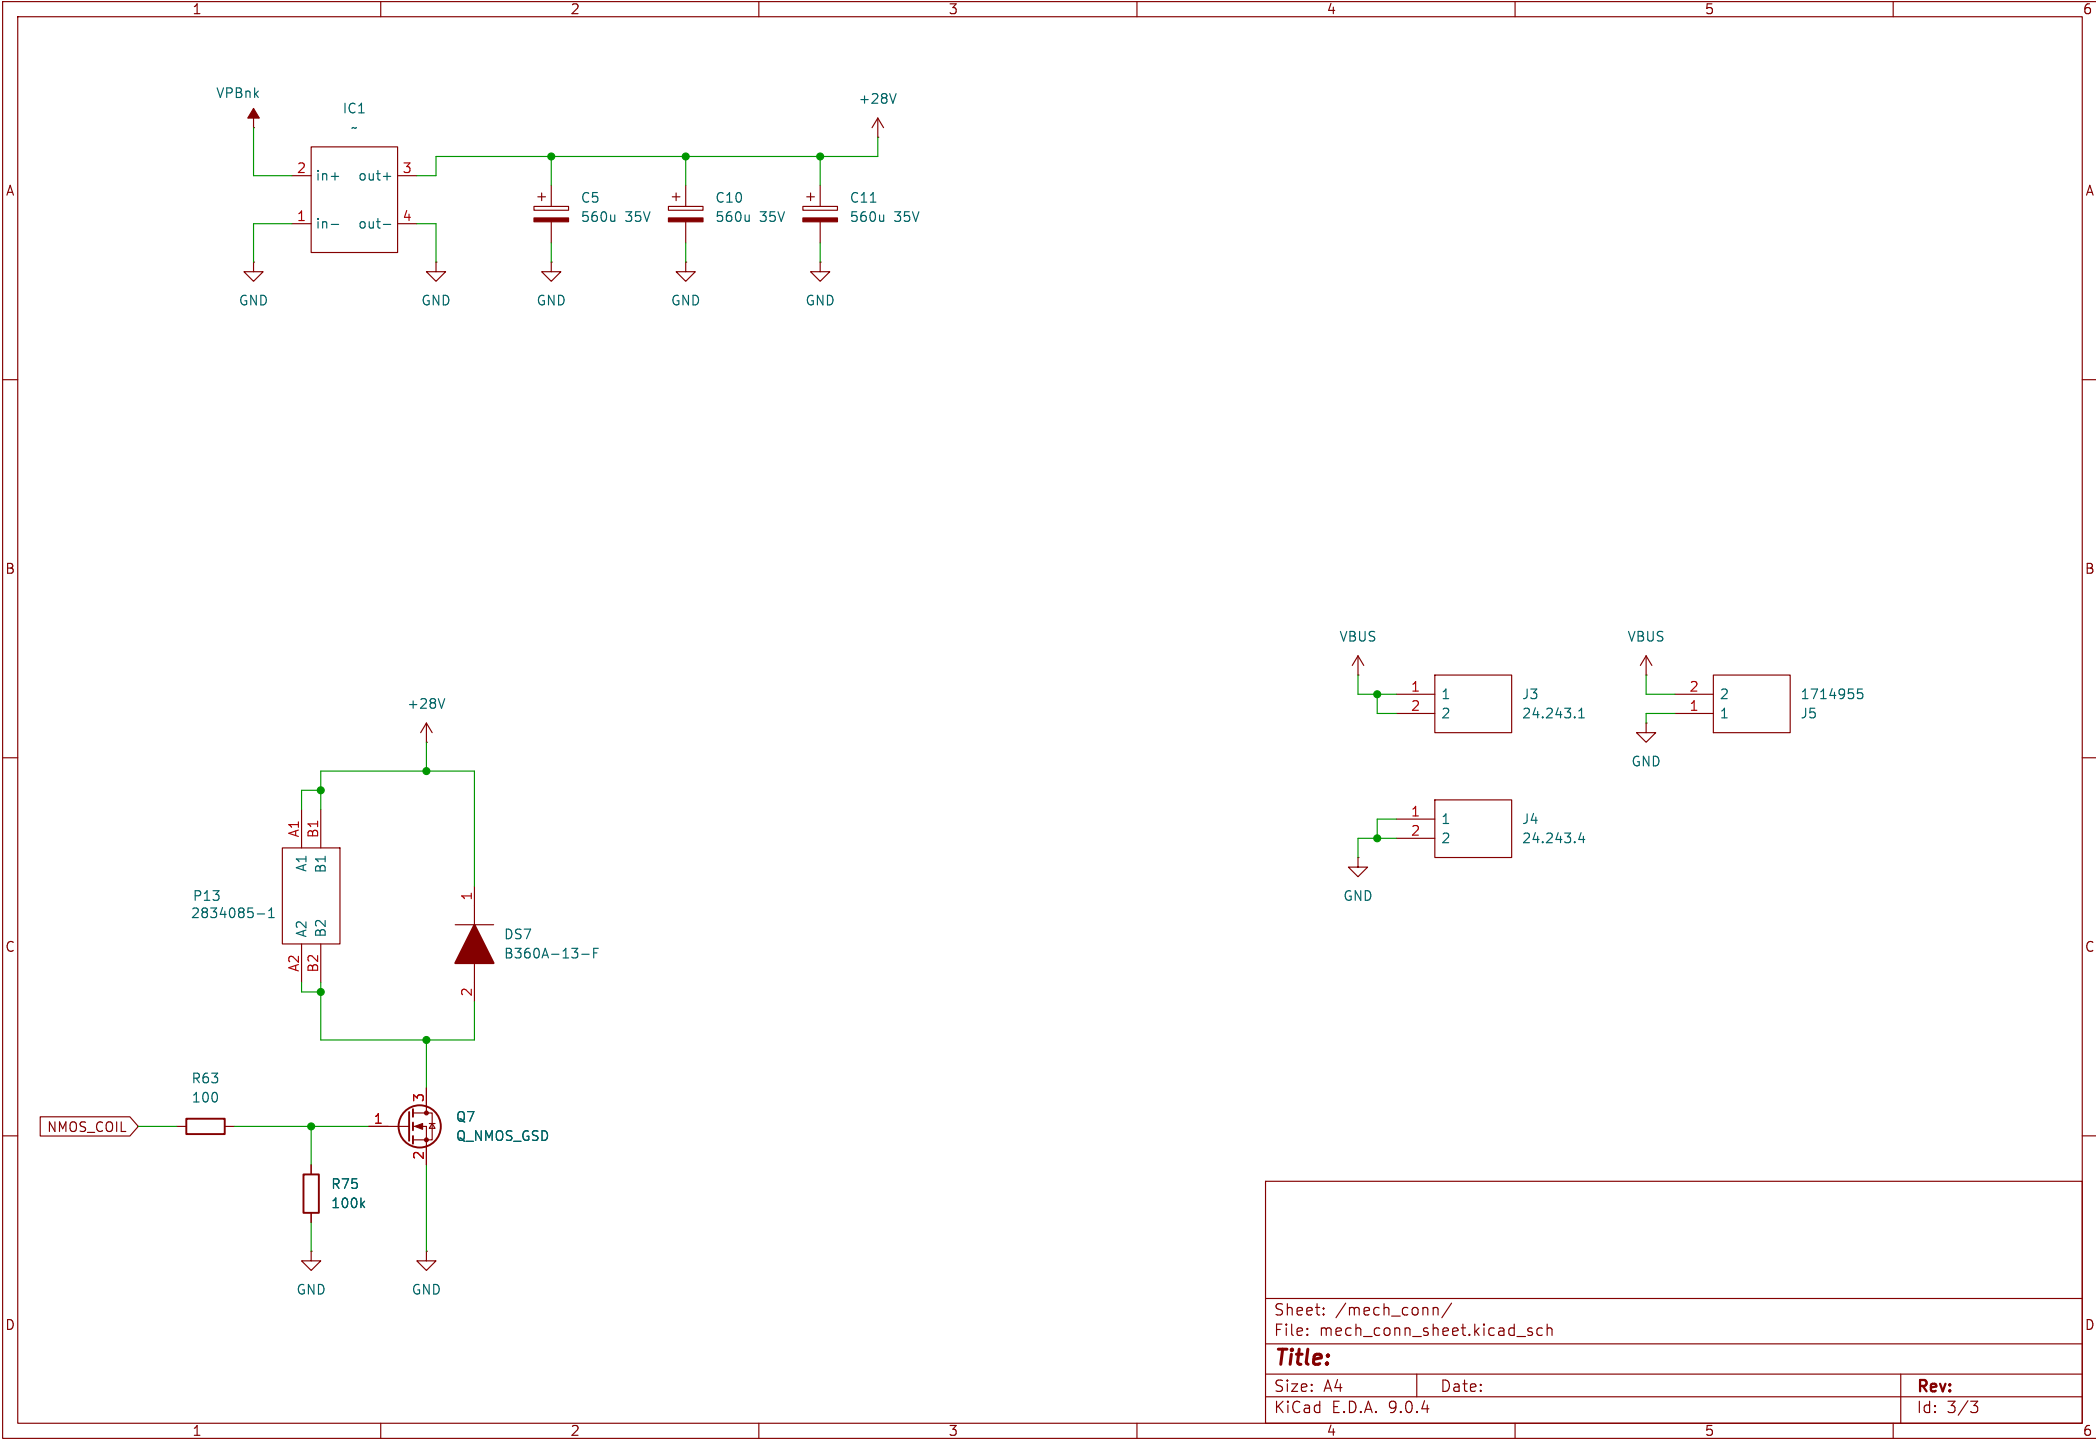 1 2 3 4 5 6
A
B
C
D
A
B
C
D
VPBnk
IC1
~
2 in+ out+ 3
1 in- out- 4
GND
GND
+28V
+ C5
560u 35V
+ C10
560u 35V
+ C11
560u 35V
GND
GND
GND
VBUS
1 1
2 2
J3
24.243.1
VBUS
2 2
1 1
1714955
J5
GND
1 1
2 2
J4
24.243.4
GND
+28V
A1 B1
A1 B1
P13
2834085-1
A2 B2
A2 B2
1
DS7
B360A-13-F
2
R63
100
NMOS_COIL
1
3
2
Q7
Q_NMOS_GSD
R75
100k
GND
GND
Sheet: /mech_conn/
File: mech_conn_sheet.kicad_sch
Title:
Size: A4 Date: Rev:
KiCad E.D.A. 9.0.4 Id: 3/3
1 2 3 4 5 6